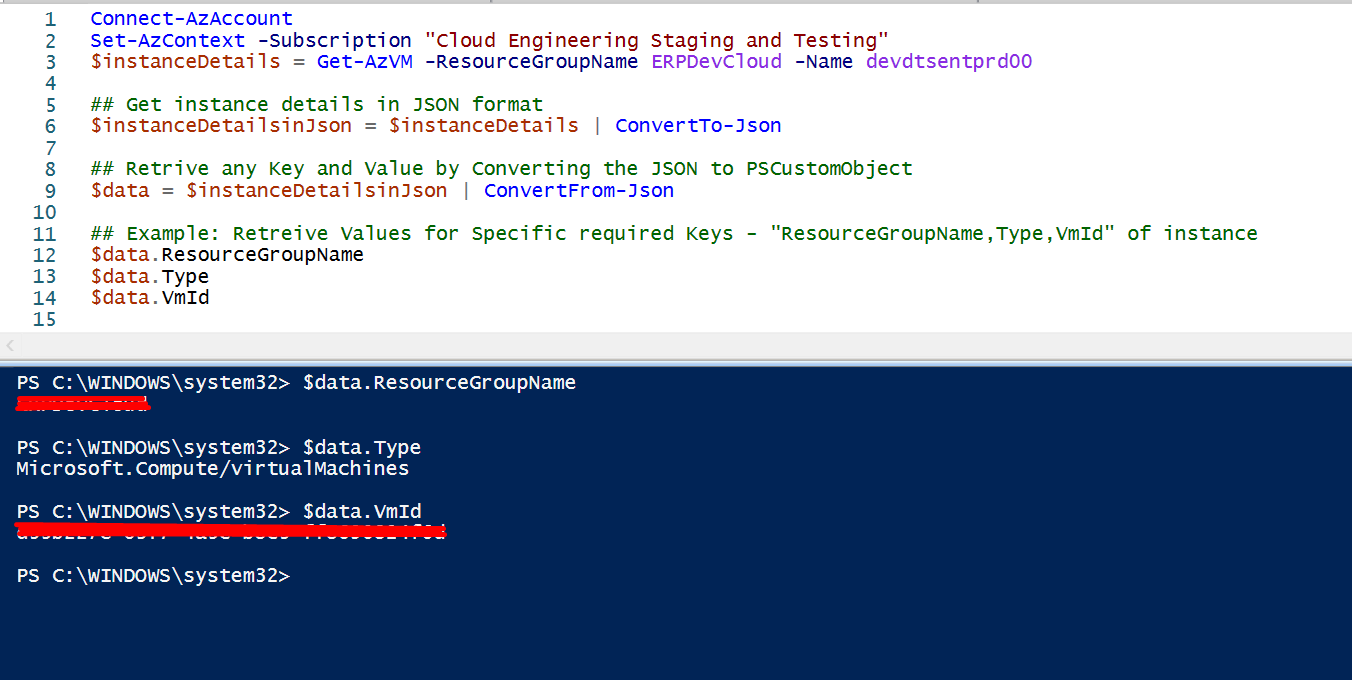 1 Connect-AzAccount
2 Set-AzContext -Subscription "Cloud Engineering Staging and Testing"
3 $instanceDetails = Get-AzVM -ResourceGroupName ERPDevCloud -Name devdtsentprd00
4
5 ## Get instance details in JSON format
6 $instanceDetailsinJson = $instanceDetails | ConvertTo-Json
7
8 ## Retrive any Key and Value by Converting the JSON to PSCustomObject
9 $data = $instanceDetailsinJson | ConvertFrom-Json
10
11 ## Example: Retreive Values for Specific required Keys - "ResourceGroupName,Type,VmId" of instance
12 $data.ResourceGroupName
13 $data.Type
14 $data.VmId
15
PS C:\WINDOWS\system32> $data.ResourceGroupName
PS C:\WINDOWS\system32> $data.Type
Microsoft.Compute/virtualMachines
PS C:\WINDOWS\system32> $data.VmId
PS C:\WINDOWS\system32>